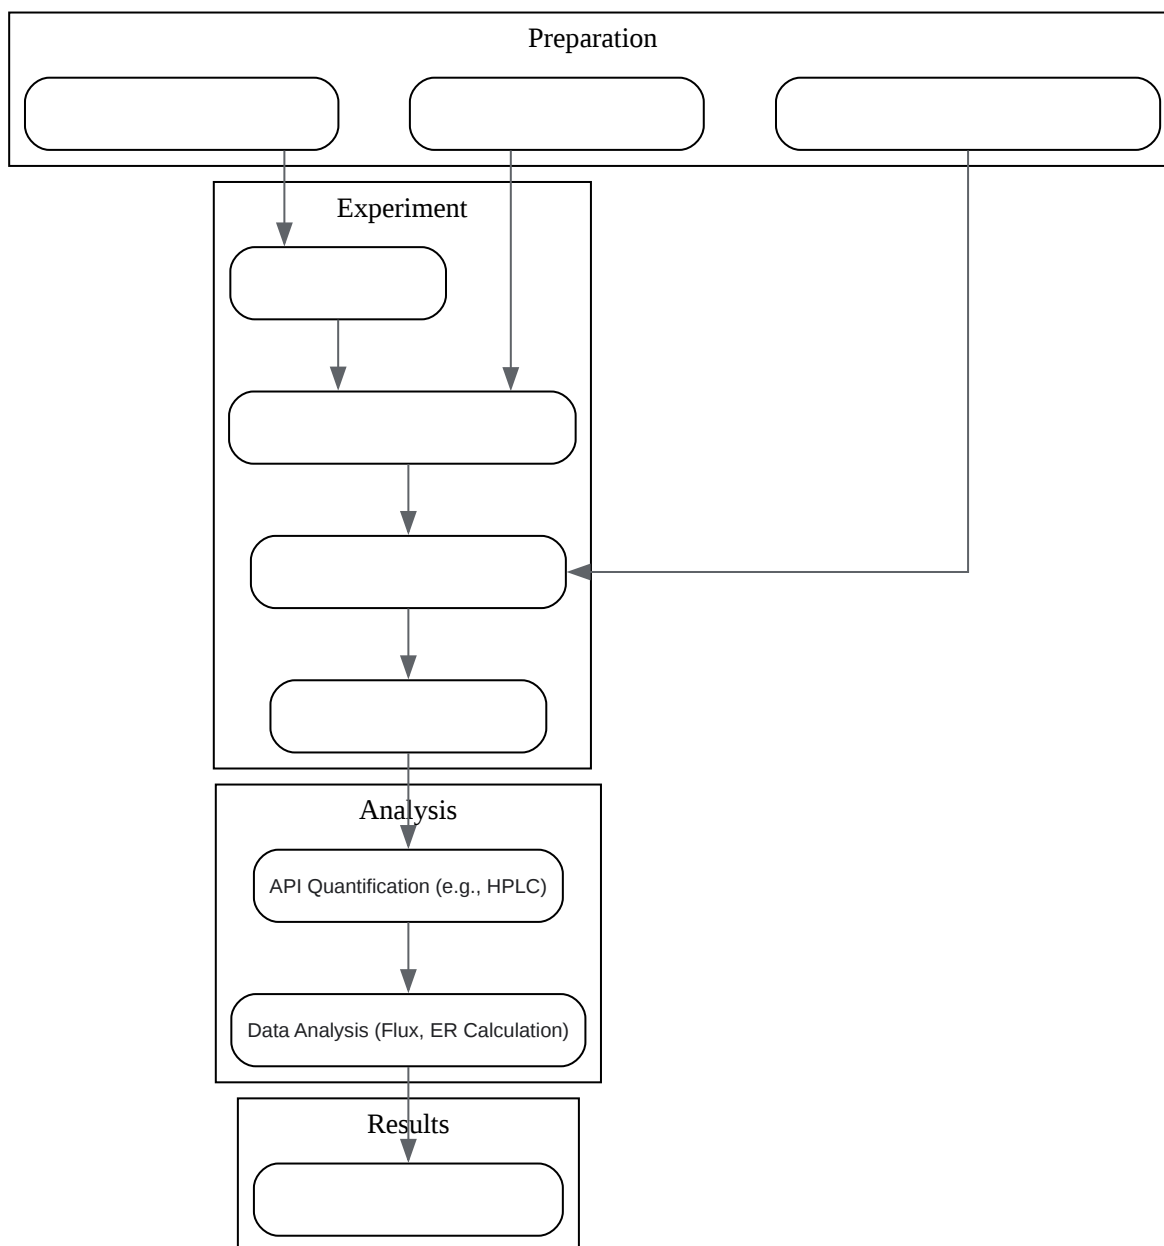 Preparation
Experiment
Analysis
API Quantification (e.g., HPLC)
Data Analysis (Flux, ER Calculation)
Results